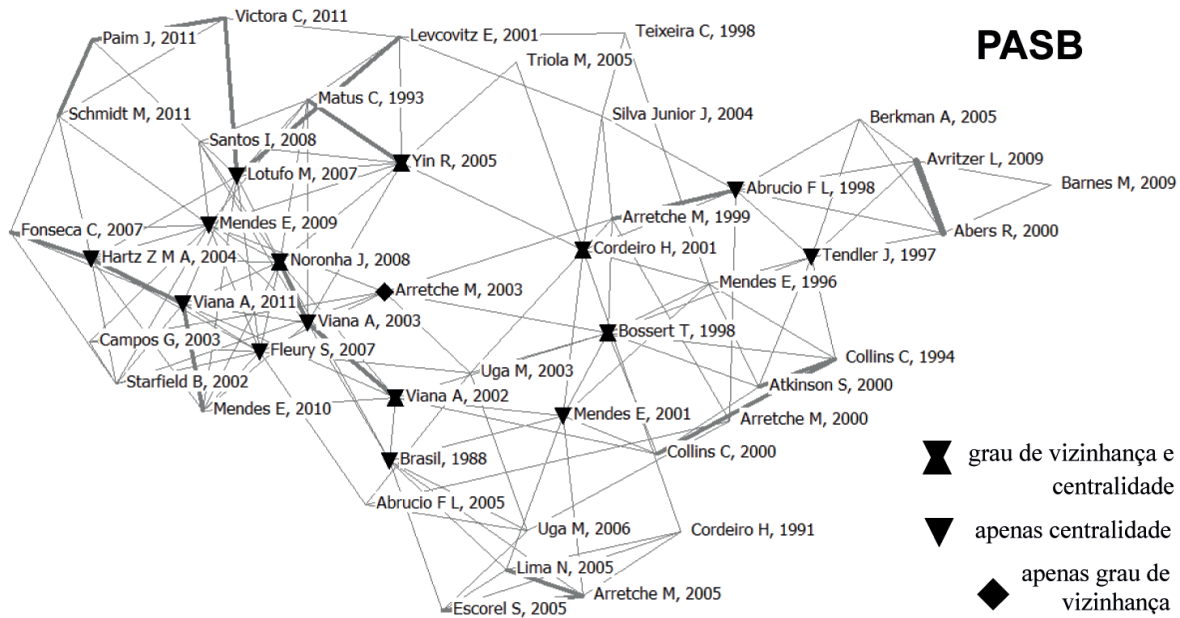 Victora C, 2011
PASB
Paim J, 2011
Levcovitz E, 2001
Teixeira C, 1998
Triola M, 2005
Matus C, 1993
Schmidt M, 2011
Silva Junior J, 2004
Berkman A, 2005
Santos I, 2008
Lotufo M, 2007
Yin R, 2005
Avritzer L, 2009
Abrucio F L, 1998
Barnes M, 2009
Mendes E, 2009
Arretche M, 1999
Fonseca C, 2007
Abers R, 2000
Cordeiro H, 2001
Hartz Z M A, 2004
Noronha J, 2008
Tendler J, 1997
Mendes E, 1996
Arretche M, 2003
Viana A, 2011
Viana A, 2003
Bossert T, 1998
Campos G, 2003
Fleury S, 2007
Collins C, 1994
Uga M, 2003
Starfield B, 2002
Atkinson S, 2000
Viana A, 2002
Mendes E, 2010
Mendes E, 2001
Arretche M, 2000
Collins C, 2000
Brasil, 1988
Abrucio F L, 2005
Uga M, 2006
Cordeiro H, 1991
Lima N, 2005
Arretche M, 2005
Escorel S, 2005
grau de vizinhança e
centralidade
apenas centralidade
apenas grau de
vizinhança